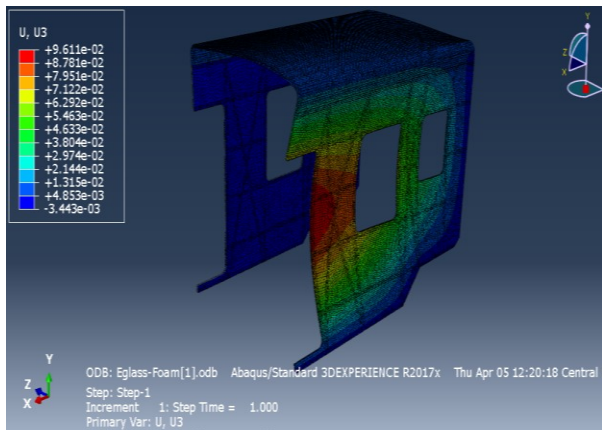 U, U3
+9.611e-02
+8.781e-02
+7.951e-02
+7.122e-02
+6.292e-02
+5.463e-02
+4.633e-02
+3.804e-02
+2.974e-02
+2.144e-02
+1.315e-02
+4.853e-03
-3.443e-03
Y
Z
X
Y
Z
X
ODB: Eglass-Foam[1].odb Abaqus/Standard 3DEXPERIENCE R2017x Thu Apr 05 12:20:18 Central
Step: Step-1
Increment 1: Step Time = 1.000
Primary Var: U, U3